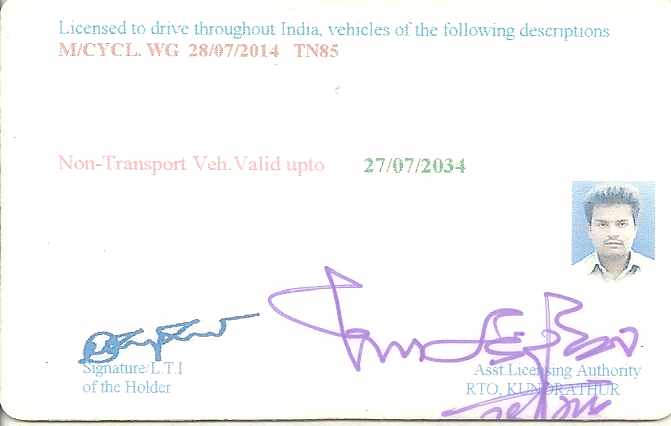 Licensed to drive throughout India, vehicles of the following descriptions
M/CYCL. WG 28/07/2014 TN85
Non-Transport Veh.Valid upto 27/07/2034
Signature/L.T.I
of the Holder
Asst.Licensing Authority
RTO, KUNDRATHUR